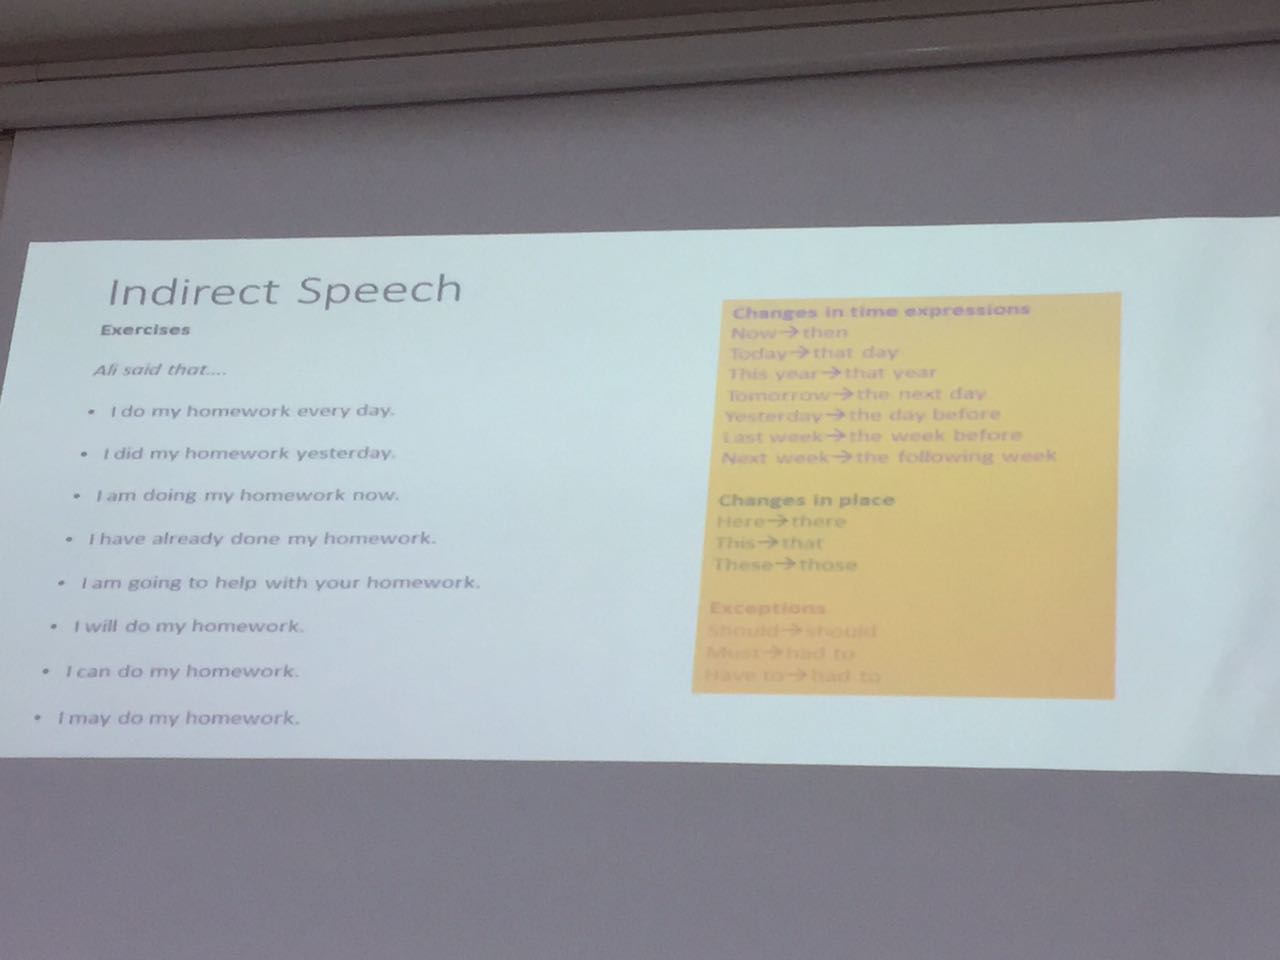 Indirect Speech
Exercises
Ali said that....
• I do my homework every day.
• I did my homework yesterday.
• I am doing my homework now.
• I have already done my homework.
• I am going to help with your homework.
• I will do my homework.
• I can do my homework.
• I may do my homework.
Changes in time expressions
Now→then
Today→that day
This year→that year
Tomorrow→the next day
Yesterday→the day before
Last week→the week before
Next week→the following week
Changes in place
Here→there
This→that
These→those
Exceptions
Should→should
Must→had to
Have to→had to